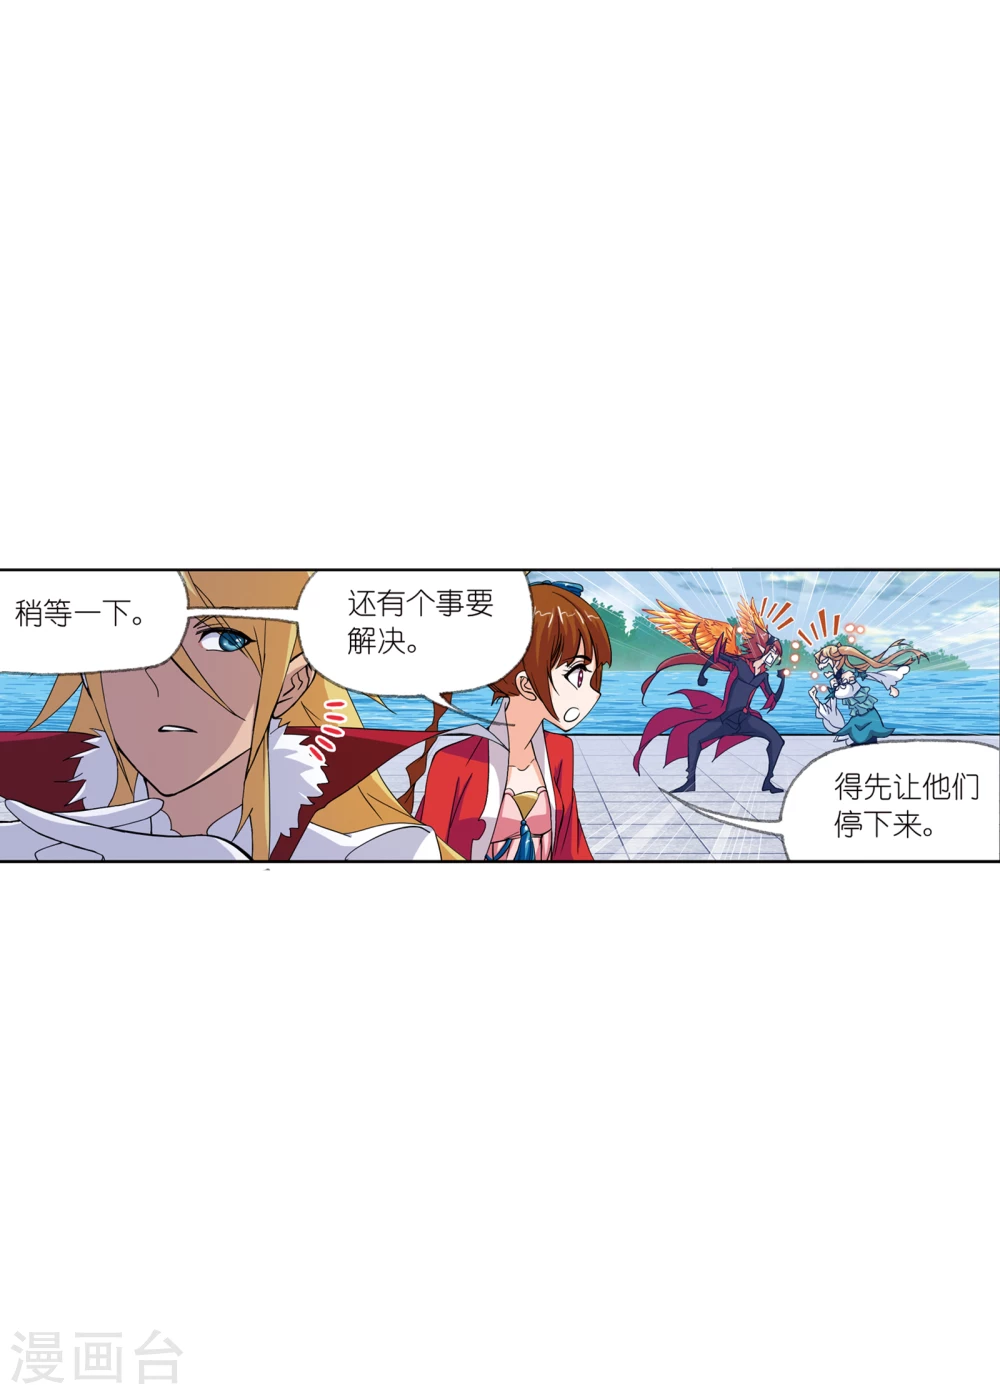 稍等一下。
还有个事要
解决。
得先让他们
停下来。
漫画台